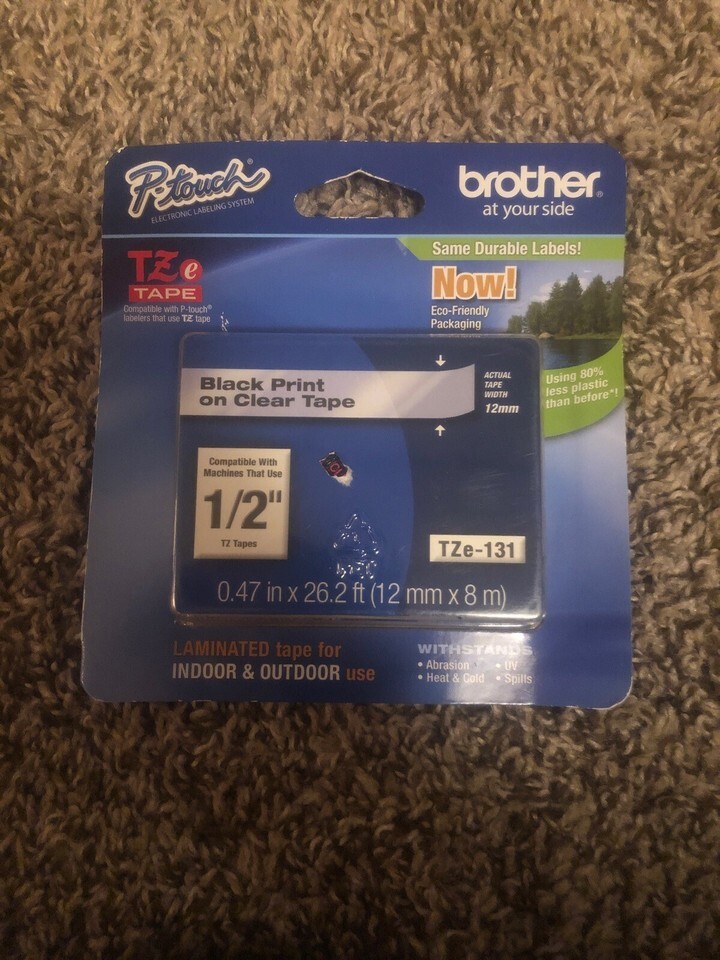 P-touch®
ELECTRONIC LABELING SYSTEM
brother®
at your side
TZe
TAPE
Compatible with P-touch®
labelers that use TZ tape
Same Durable Labels!
Now!
Eco-Friendly
Packaging
Using 80%
less plastic
than before*!
Black Print
on Clear Tape
ACTUAL
TAPE
WIDTH
12mm
Compatible With
Machines That Use
1/2"
TZ Tapes
TZe-131
0.47 in x 26.2 ft (12 mm x 8 m)
LAMINATED tape for
INDOOR & OUTDOOR use
WITHSTANDS
• Abrasion • UV
• Heat & Cold • Spills